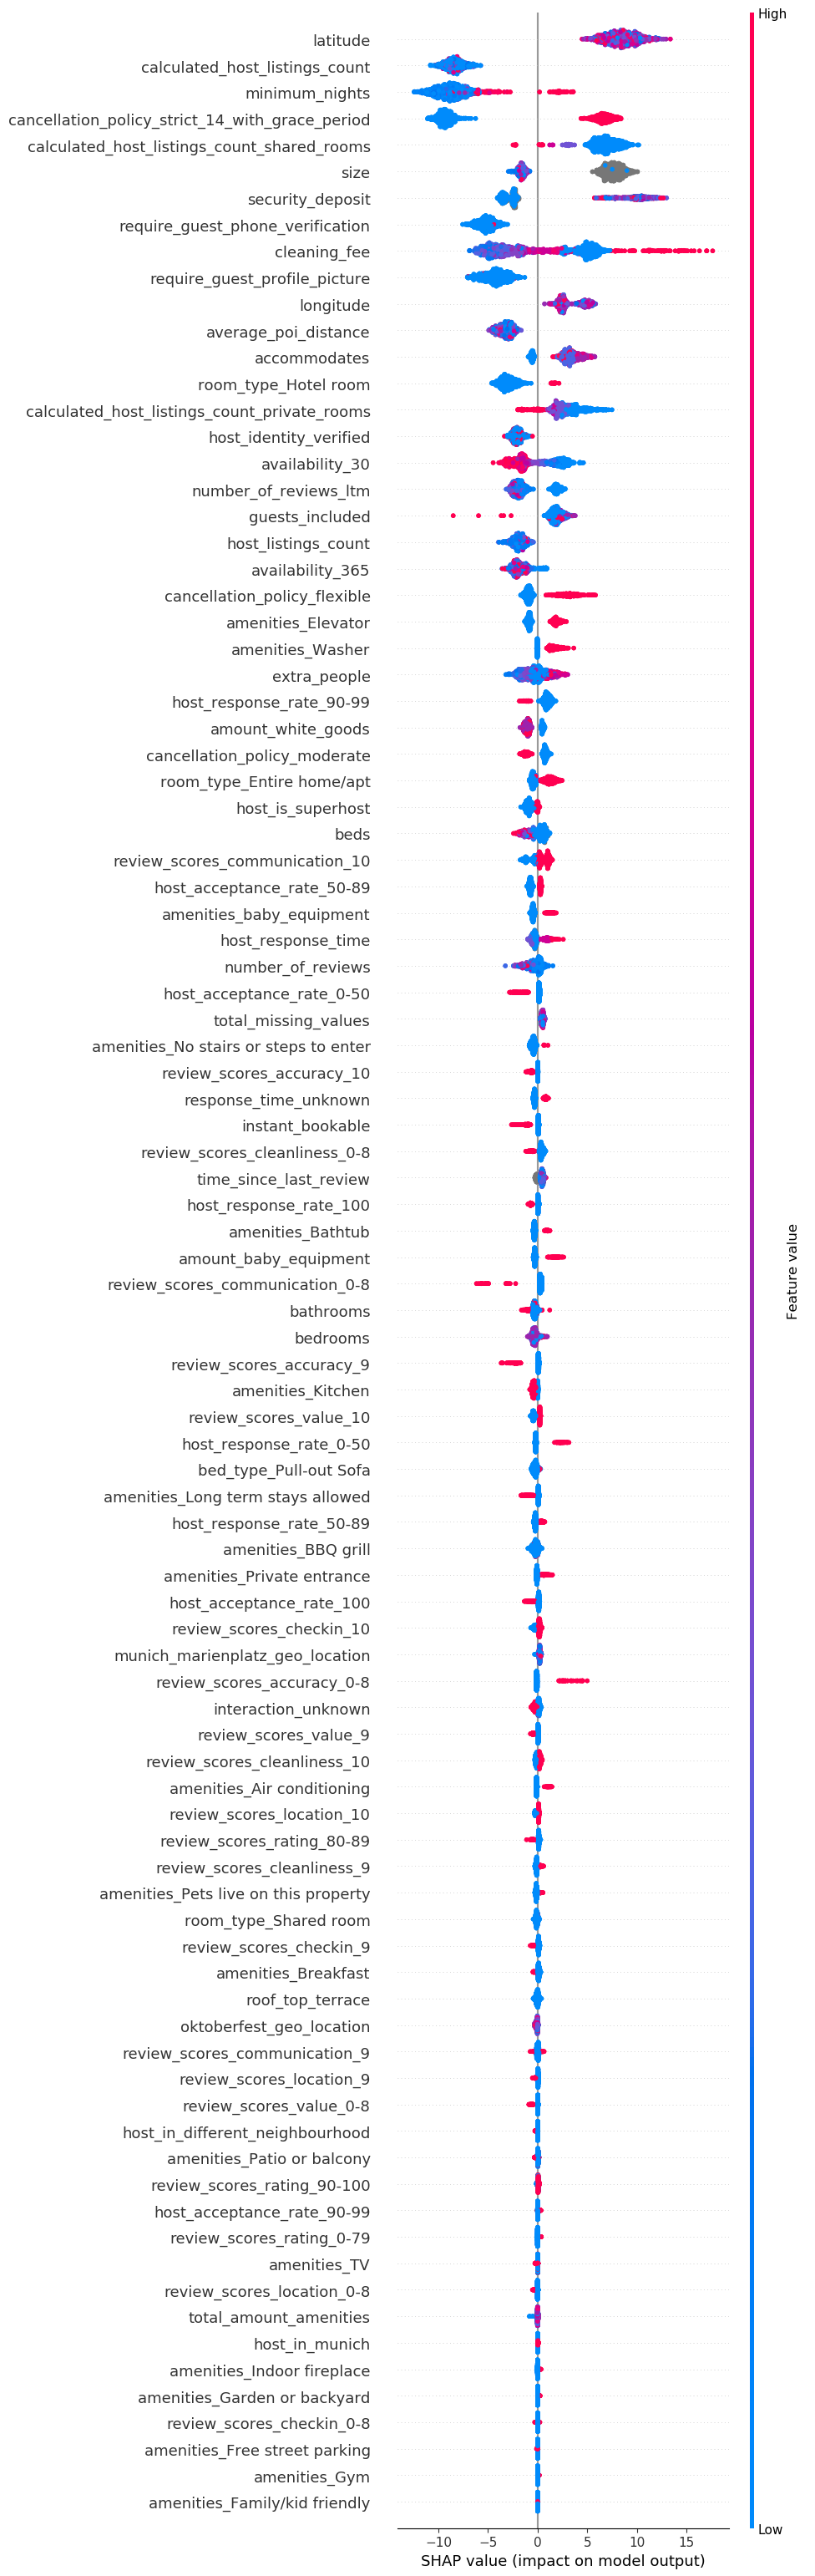 High
latitude
calculated_host_listings_count
minimum_nights
cancellation_policy_strict_14_with_grace_period
calculated_host_listings_count_shared_rooms
size
security_deposit
require_guest_phone_verification
cleaning_fee
require_guest_profile_picture
longitude
average_poi_distance
accommodates
room_type_Hotel room
calculated_host_listings_count_private_rooms
host_identity_verified
availability_30
number_of_reviews_ltm
guests_included
host_listings_count
availability_365
cancellation_policy_flexible
amenities_Elevator
amenities_Washer
extra_people
host_response_rate_90-99
amount_white_goods
cancellation_policy_moderate
room_type_Entire home/apt
host_is_superhost
beds
review_scores_communication_10
host_acceptance_rate_50-89
amenities_baby_equipment
host_response_time
number_of_reviews
host_acceptance_rate_0-50
total_missing_values
amenities_No stairs or steps to enter
review_scores_accuracy_10
response_time_unknown
instant_bookable
review_scores_cleanliness_0-8
time_since_last_review
host_response_rate_100
amenities_Bathtub
amount_baby_equipment
review_scores_communication_0-8
bathrooms
bedrooms
review_scores_accuracy_9
amenities_Kitchen
review_scores_value_10
host_response_rate_0-50
bed_type_Pull-out Sofa
amenities_Long term stays allowed
host_response_rate_50-89
amenities_BBQ grill
amenities_Private entrance
host_acceptance_rate_100
review_scores_checkin_10
munich_marienplatz_geo_location
review_scores_accuracy_0-8
interaction_unknown
review_scores_value_9
review_scores_cleanliness_10
amenities_Air conditioning
review_scores_location_10
review_scores_rating_80-89
review_scores_cleanliness_9
amenities_Pets live on this property
room_type_Shared room
review_scores_checkin_9
amenities_Breakfast
roof_top_terrace
oktoberfest_geo_location
review_scores_communication_9
review_scores_location_9
review_scores_value_0-8
host_in_different_neighbourhood
amenities_Patio or balcony
review_scores_rating_90-100
host_acceptance_rate_90-99
review_scores_rating_0-79
amenities_TV
review_scores_location_0-8
total_amount_amenities
host_in_munich
amenities_Indoor fireplace
amenities_Garden or backyard
review_scores_checkin_0-8
amenities_Free street parking
amenities_Gym
amenities_Family/kid friendly
Feature value
Low
−10 −5 0 5 10 15
SHAP value (impact on model output)